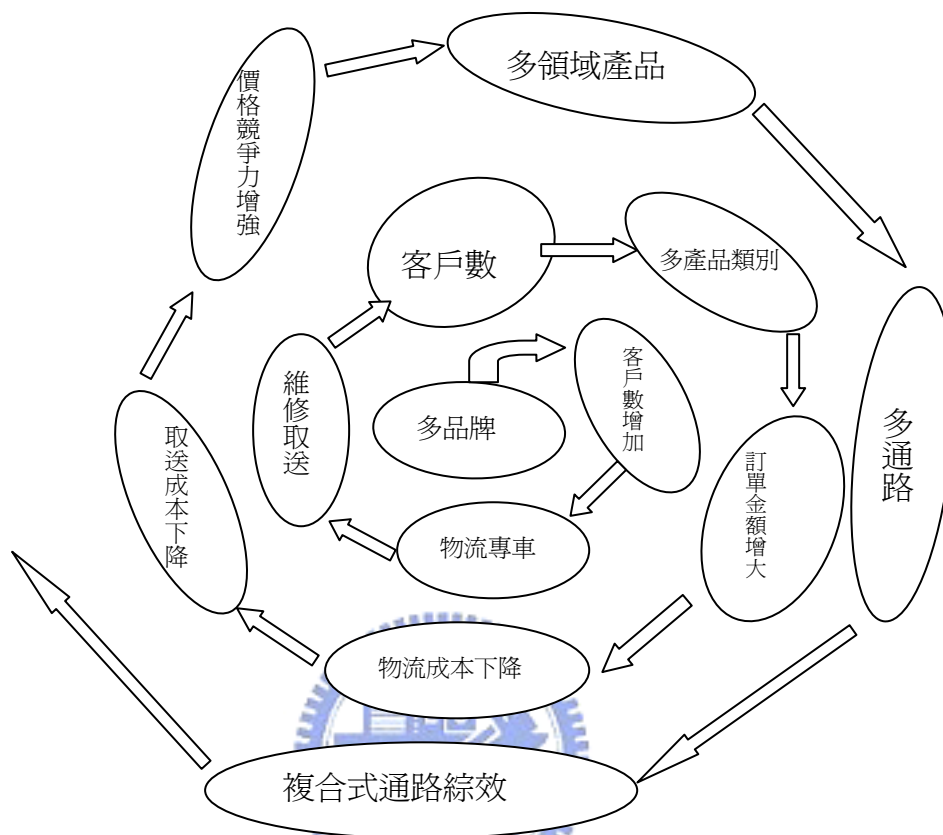 多領域產品
價格競爭力增強
客戶數
多產品類別
客戶數增加
維修取送
多品牌
多通路
取送成本下降
訂單金額增大
物流專車
物流成本下降
複合式通路綜效